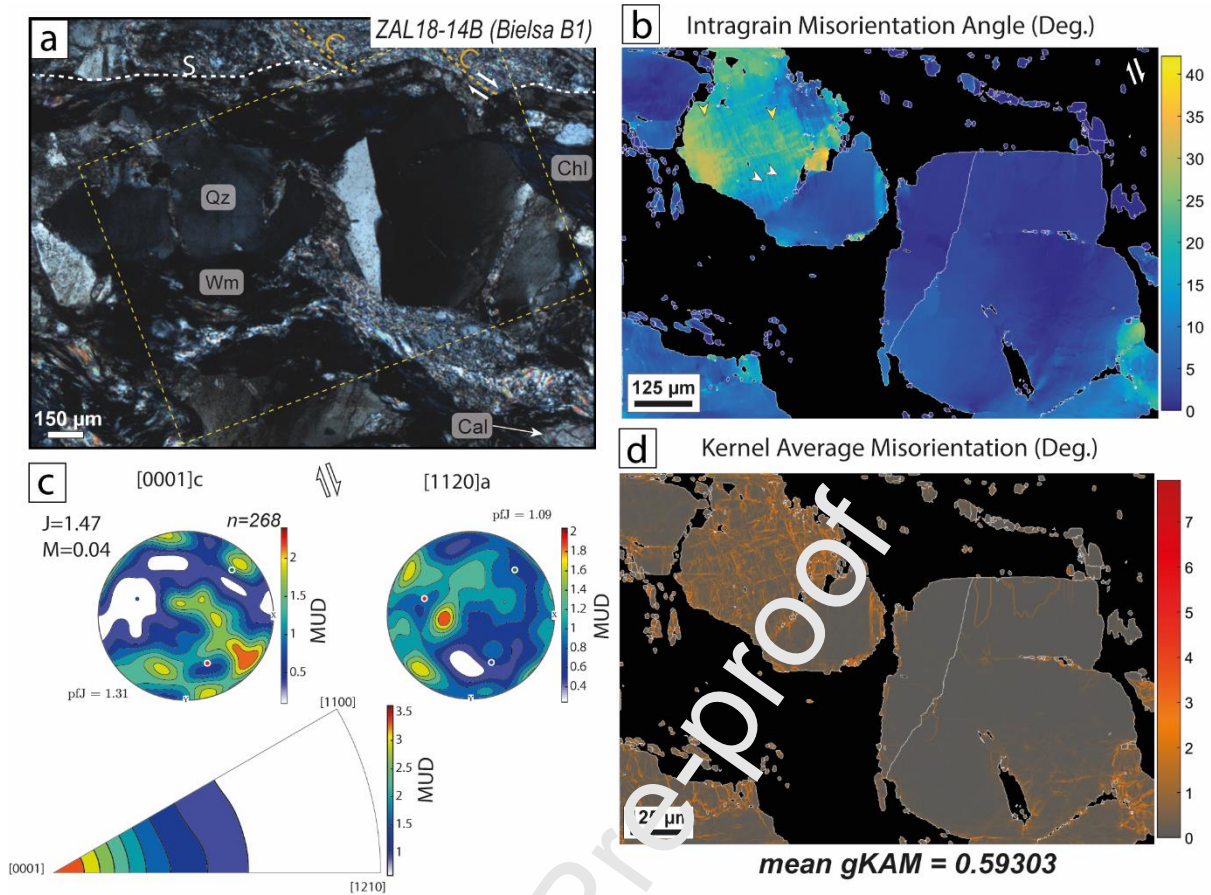 a
ZAL18-14B (Bielsa B1)
S
C
C
Qz
Chl
Wm
Cal
150 µm
b
Intragrain Misorientation Angle (Deg.)
40
35
30
25
20
15
10
5
0
125 µm
c
[0001]c
[1120]a
J=1.47
M=0.04
n=268
pfJ = 1.09
2
1.5
1
0.5
MUD
x
y
pfJ = 1.31
2
1.8
1.6
1.4
1.2
1
0.8
0.6
0.4
MUD
x
y
[1100]
3.5
3
2.5
2
1.5
1
MUD
[0001]
[1210]
d
Kernel Average Misorientation (Deg.)
7
6
5
4
3
2
1
0
125 µm
mean gKAM = 0.59303
Pre-proof